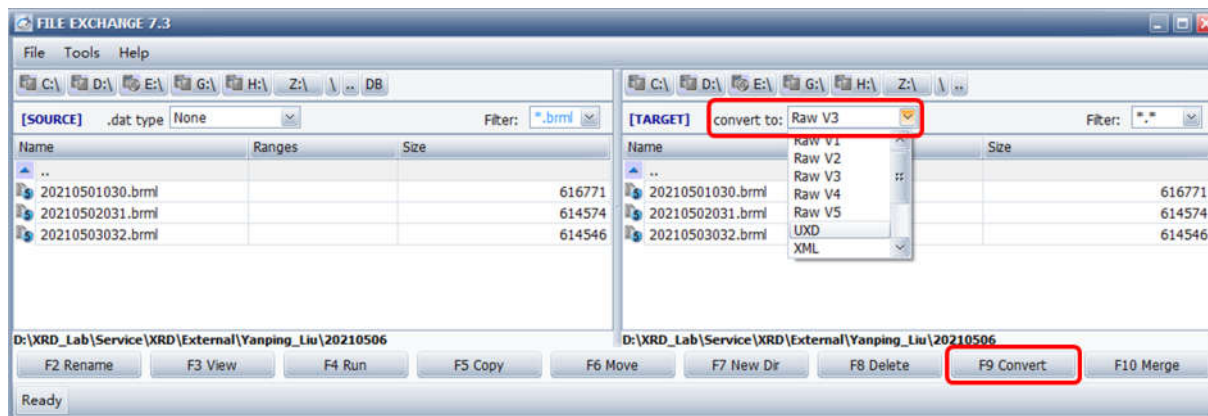 FILE EXCHANGE 7.3
File Tools Help
C:\ D:\ E:\ G:\ H:\ Z:\ \ .. DB
C:\ D:\ E:\ G:\ H:\ Z:\ \ ..
[SOURCE] .dat type None Filter: *.brml
[TARGET] convert to: Raw V3 Filter: *.*
Name Ranges Size
Name Size
..
20210501030.brml 616771
20210502031.brml 614574
20210503032.brml 614546
..
20210501030.brml 616771
20210502031.brml 614574
20210503032.brml 614546
Raw V1
Raw V2
Raw V3
Raw V4
Raw V5
UXD
XML
D:\XRD_Lab\Service\XRD\External\Yanping_Liu\20210506
D:\XRD_Lab\Service\XRD\External\Yanping_Liu\20210506
F2 Rename F3 View F4 Run F5 Copy F6 Move F7 New Dir F8 Delete F9 Convert F10 Merge
Ready